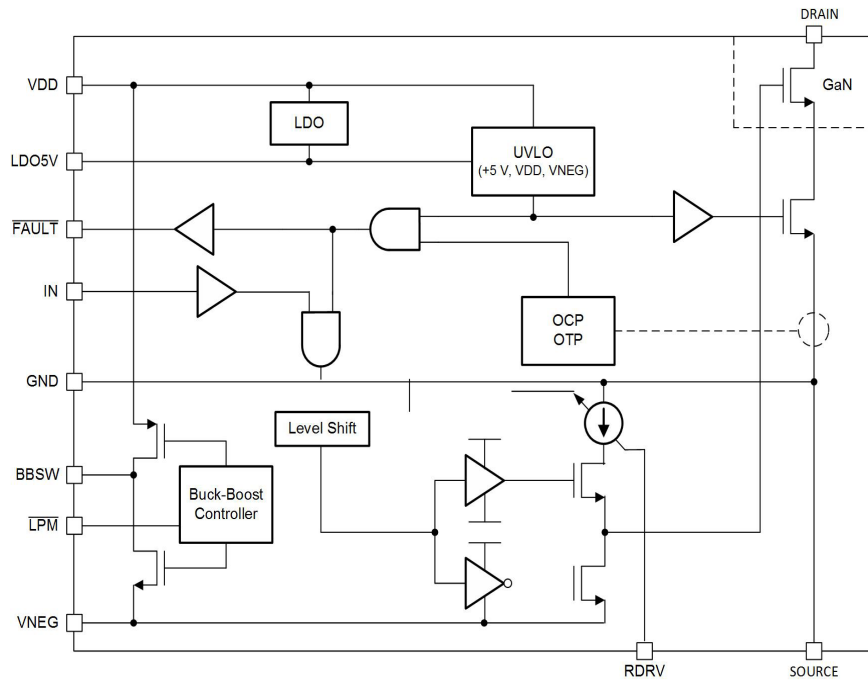 DRAIN
VDD
GaN
LDO
LDO5V
UVLO
(+5 V, VDD, VNEG)
FAULT
IN
OCP
OTP
GND
Level Shift
BBSW
Buck-Boost
Controller
LPM
VNEG
RDRV
SOURCE